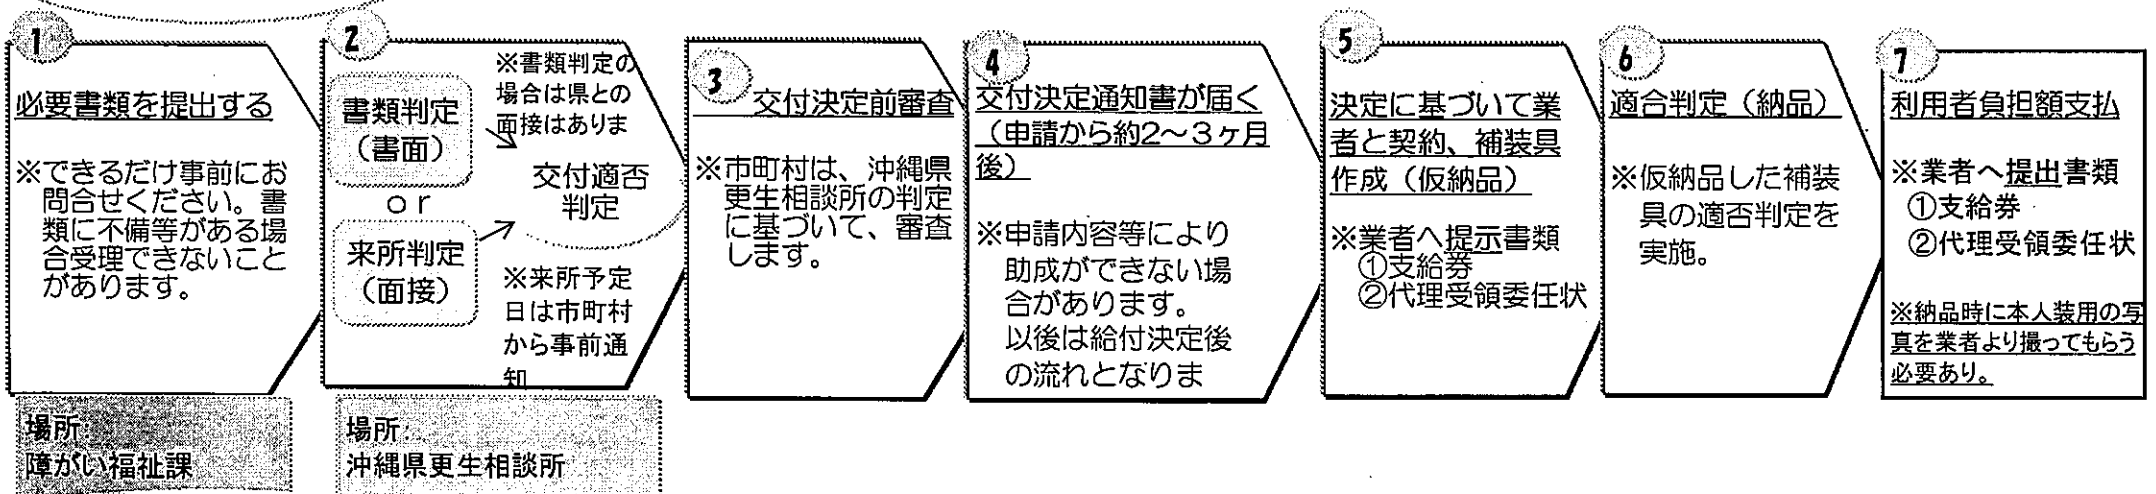 1
必要書類を提出する
※できるだけ事前にお
問合せください。書
類に不備等がある場
合受理できないこと
があります。
場所:
障がい福祉課
2
書類判定
（書面）
or
来所判定
（面接）
※書類判定の
場合は県との
面接はありま
交付適否
判定
※来所予定
日は市町村
から事前通
知
場所:
沖縄県更生相談所
3
交付決定前審査
※市町村は、沖縄県
更生相談所の判定
に基づいて、審査
します。
4
交付決定通知書が届く
（申請から約2～3ヶ月
後）
※申請内容等により
助成ができない場
合があります。
以後は給付決定後
の流れとなりま
5
決定に基づいて業
者と契約、補装具
作成（仮納品）
※業者へ提示書類
①支給券
②代理受領委任状
6
適合判定（納品）
※仮納品した補装
具の適否判定を
実施。
7
利用者負担額支払
※業者へ提出書類
①支給券
②代理受領委任状
※納品時に本人装用の写
真を業者より撮ってもらう
必要あり。